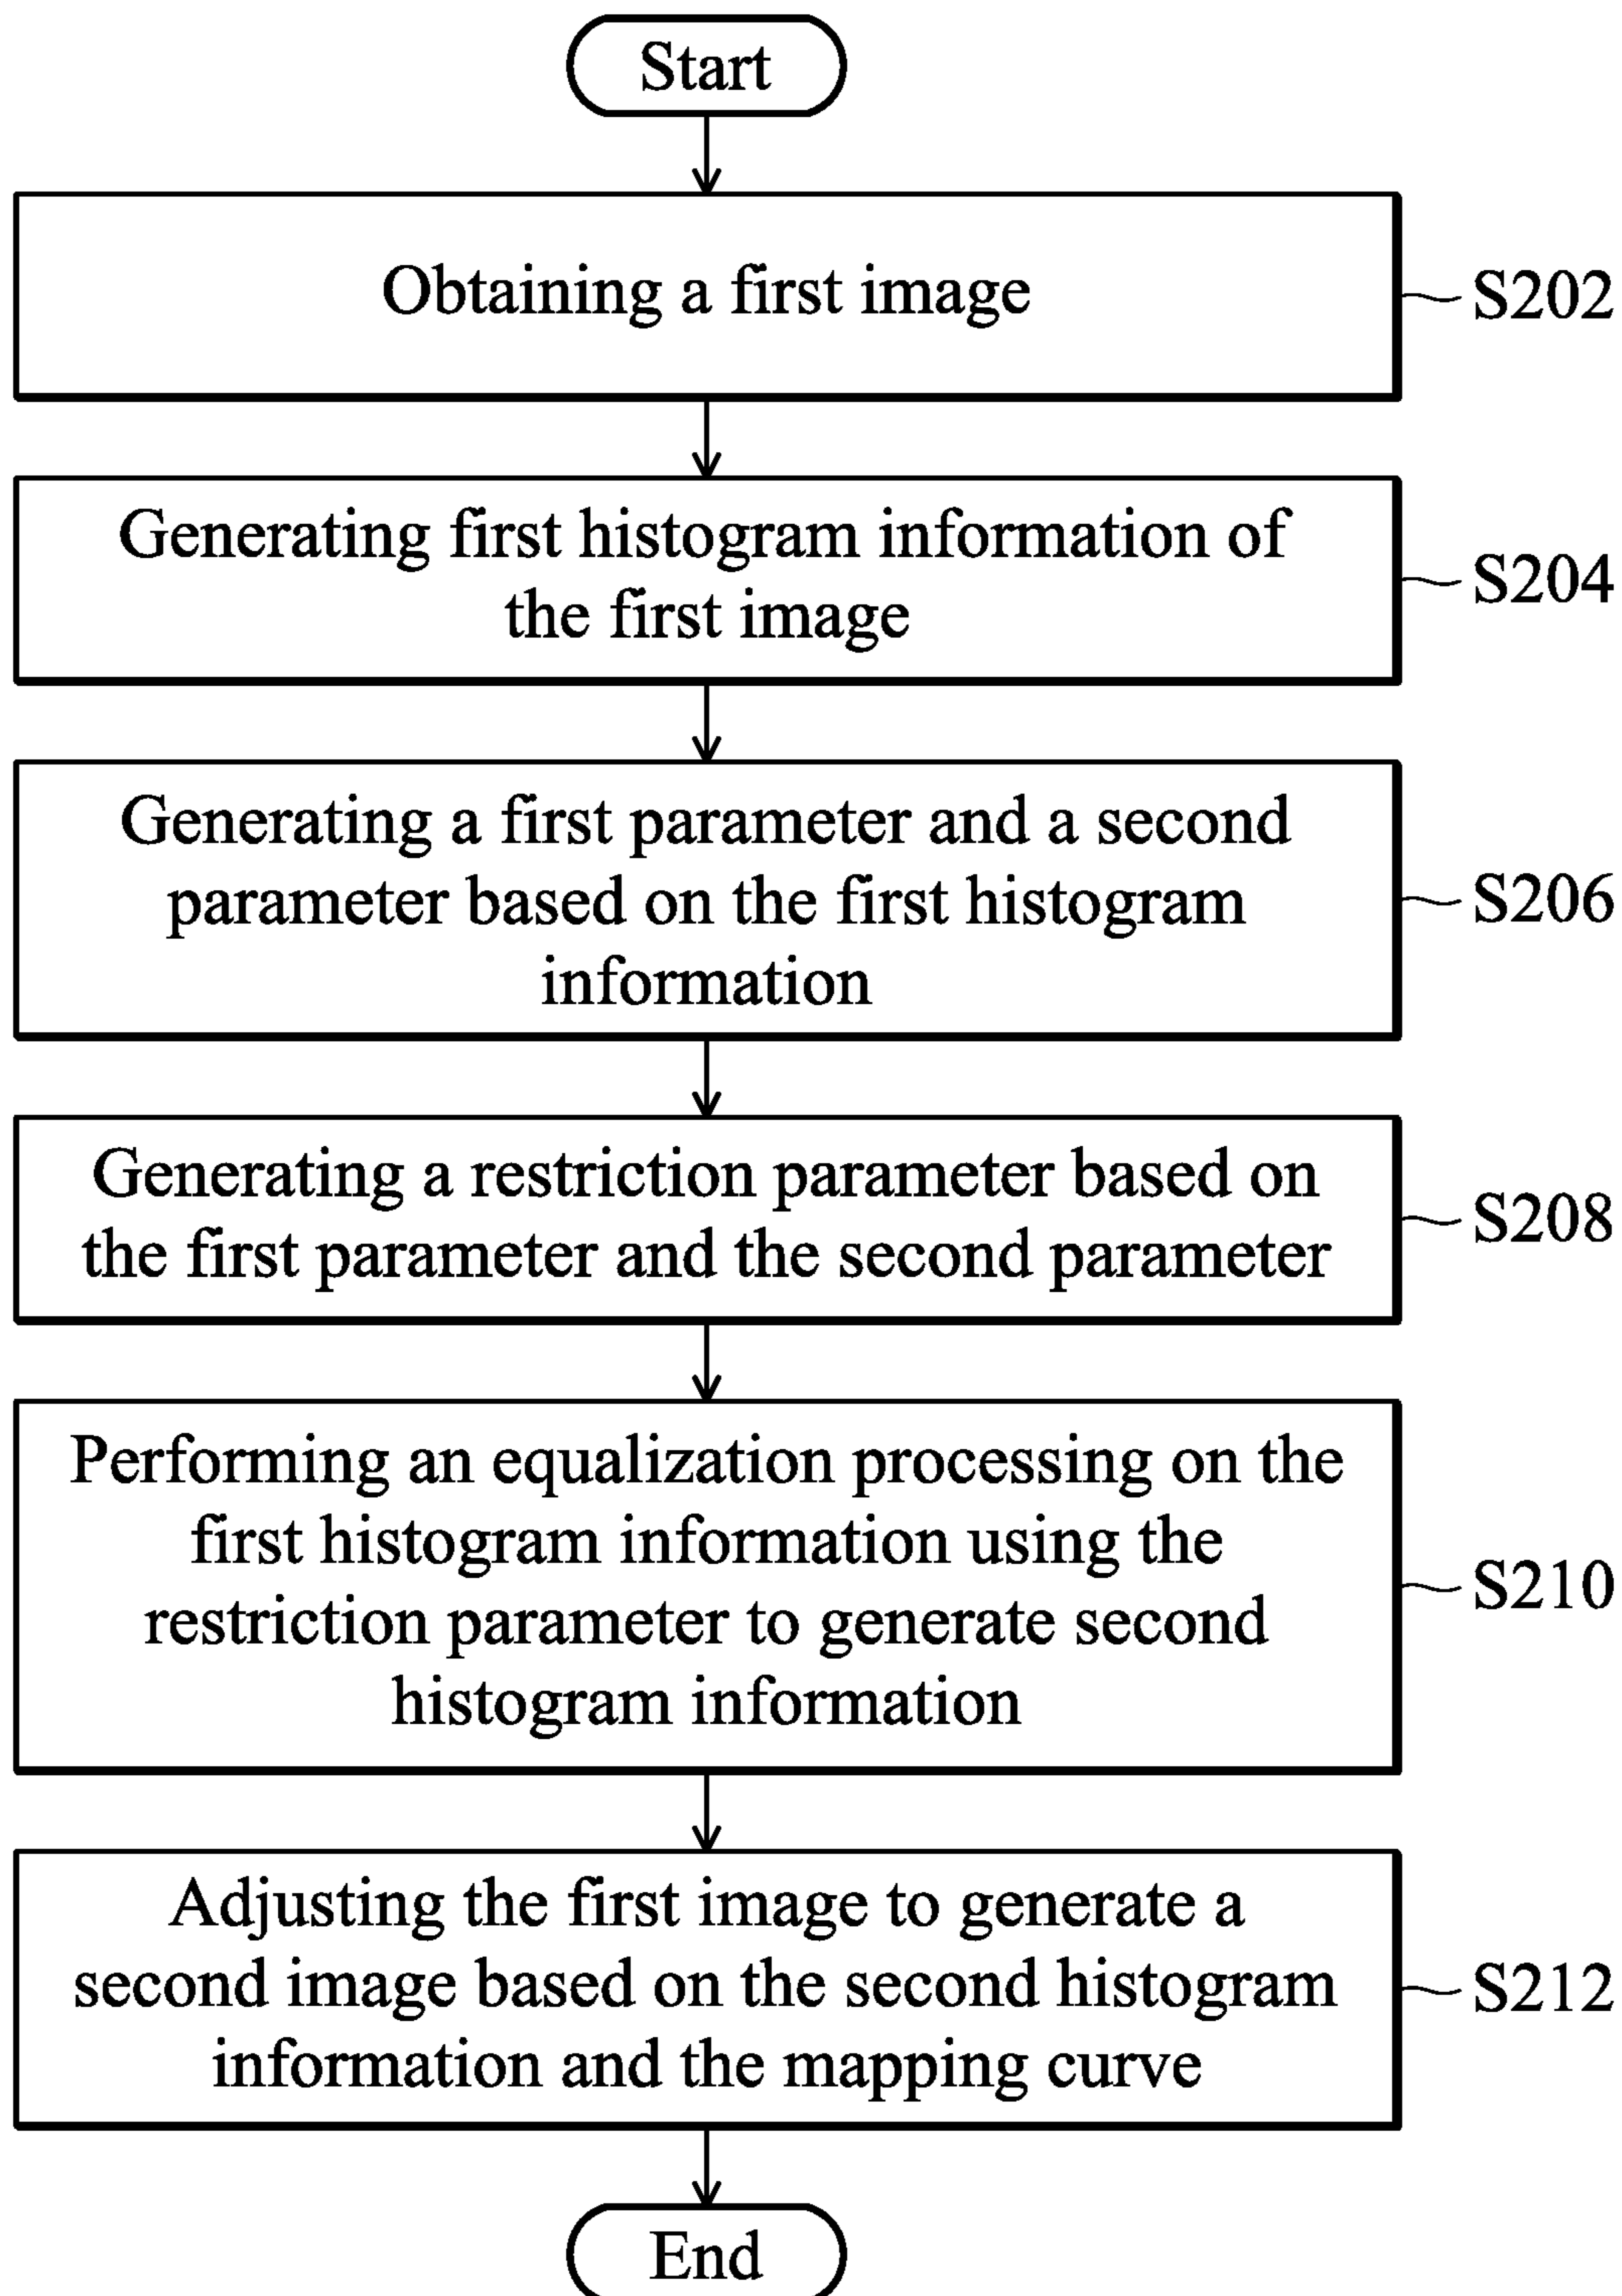 Start
Obtaining a first image
S202
Generating first histogram information of
the first image
S204
Generating a first parameter and a second
parameter based on the first histogram
information
S206
Generating a restriction parameter based on
the first parameter and the second parameter
S208
Performing an equalization processing on the
first histogram information using the
restriction parameter to generate second
histogram information
S210
Adjusting the first image to generate a
second image based on the second histogram
information and the mapping curve
S212
End